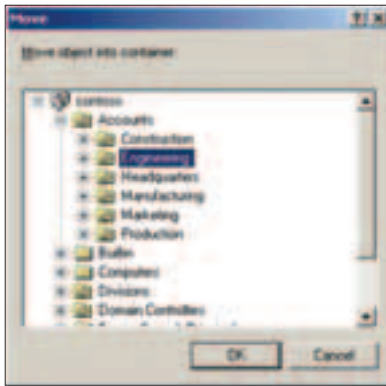 Move
Move object into container
contoso
Accounts
Construction
Engineering
Headquarters
Manufacturing
Marketing
Production
Builtin
Computers
Divisions
Domain Controllers
OK
Cancel